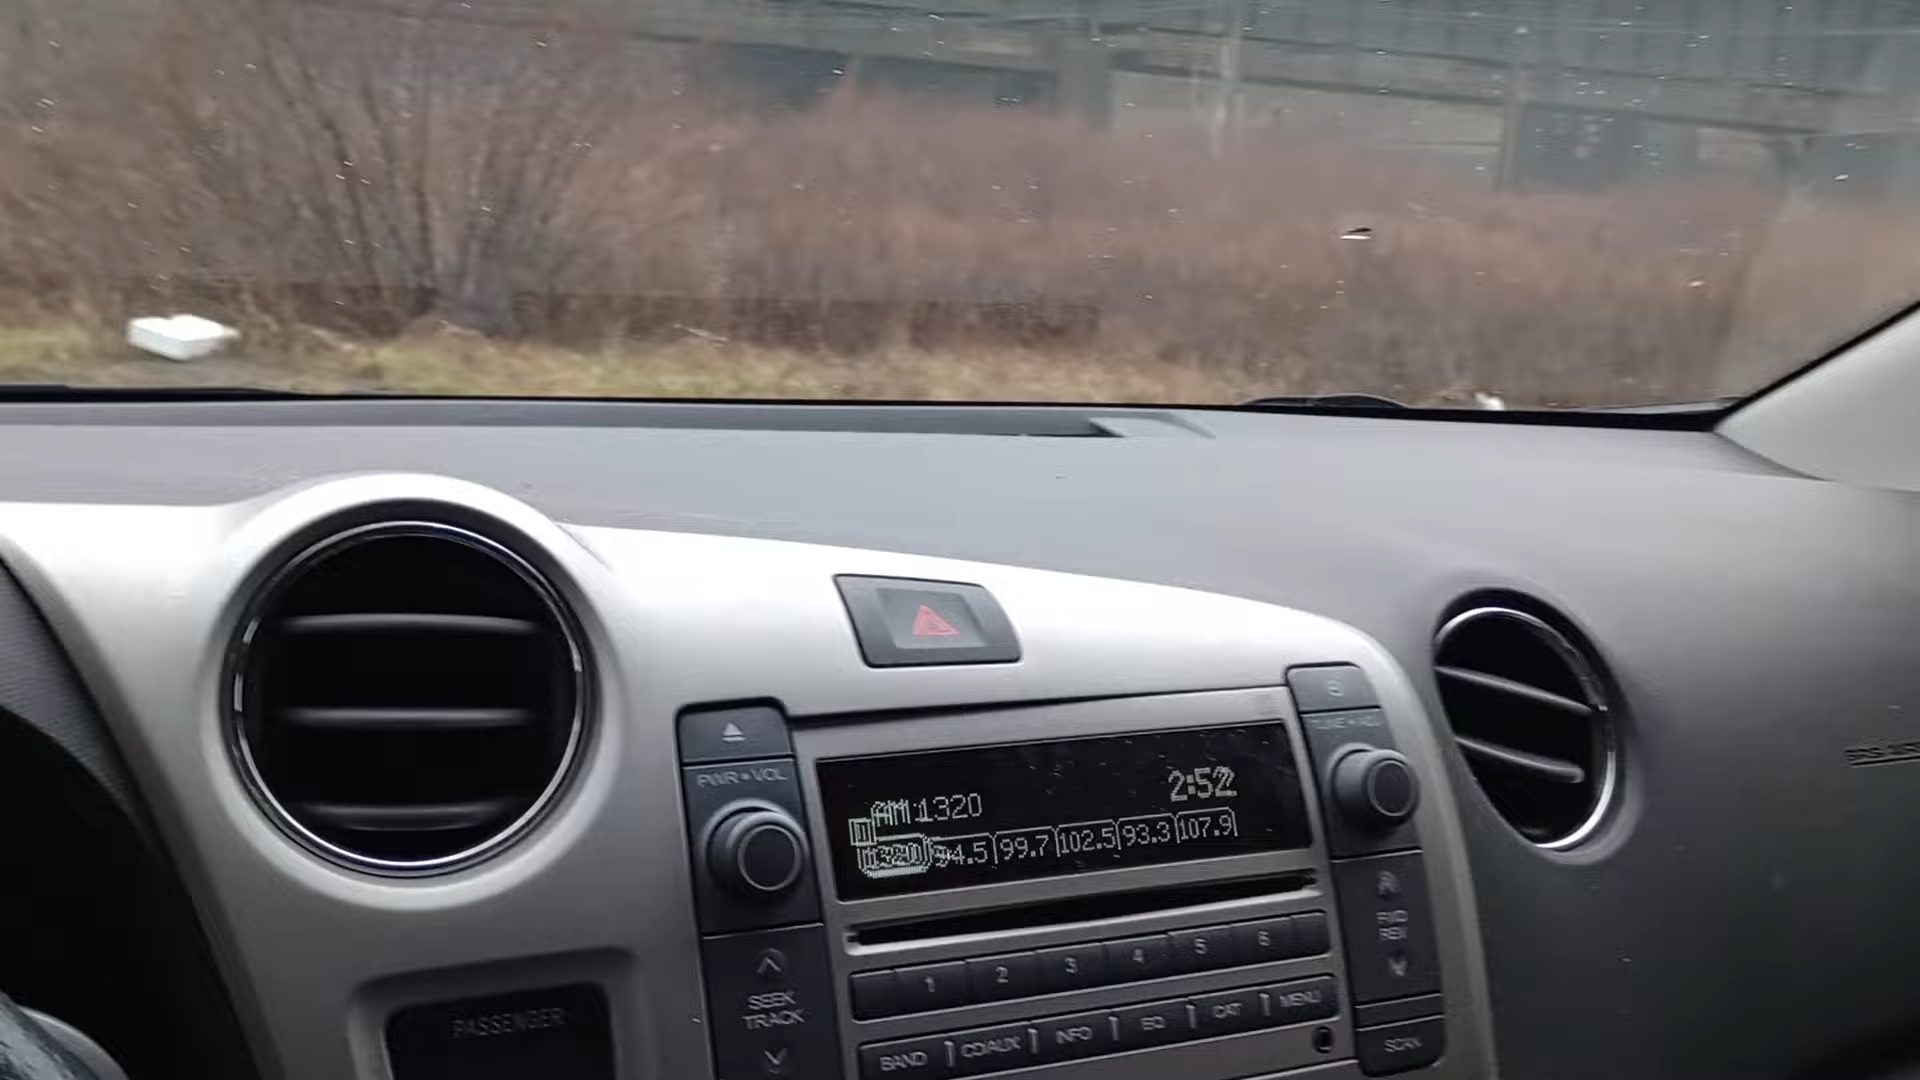 PWR•VOL
TUNE•ADJ
AM 1320 2:52
1320 94.5 99.7 102.5 93.3 107.9
FWD
REV
1 2 3 4 5 6
SEEK
TRACK
BAND CD/AUX INFO EQ CAT MENU
SCAN
PASSENGER